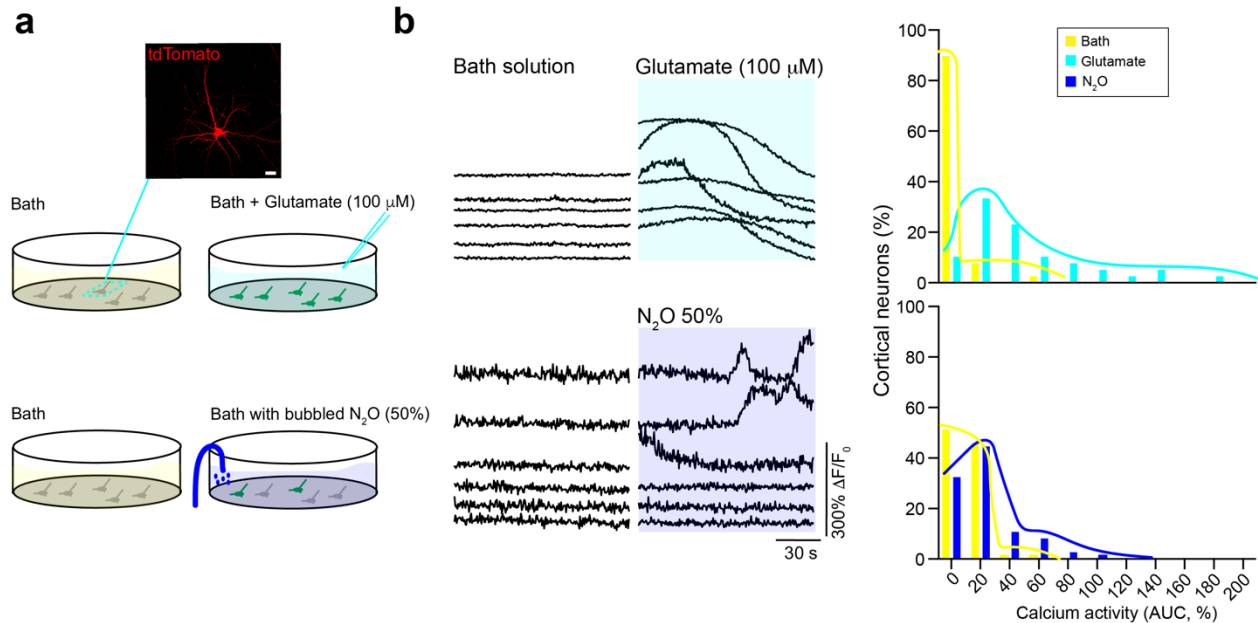 a
tdTomato
Bath
Bath + Glutamate (100 μM)
Bath
Bath with bubbled N₂O (50%)
b
Bath solution
Glutamate (100 μM)
N₂O 50%
300% ΔF/F₀
30 s
Bath
Glutamate
N₂O
Cortical neurons (%)
100
80
60
40
20
0
100
80
60
40
20
0
0 20 40 60 80 100 120 140 160 180 200
Calcium activity (AUC, %)